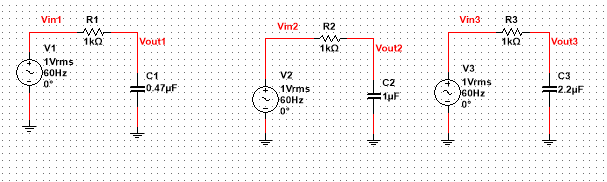 Vin1
R1
1kΩ
Vout1
V1
1Vrms
60Hz
0°
C1
0.47µF
Vin2
R2
1kΩ
Vout2
V2
1Vrms
60Hz
0°
C2
1µF
Vin3
R3
1kΩ
Vout3
V3
1Vrms
60Hz
0°
C3
2.2µF